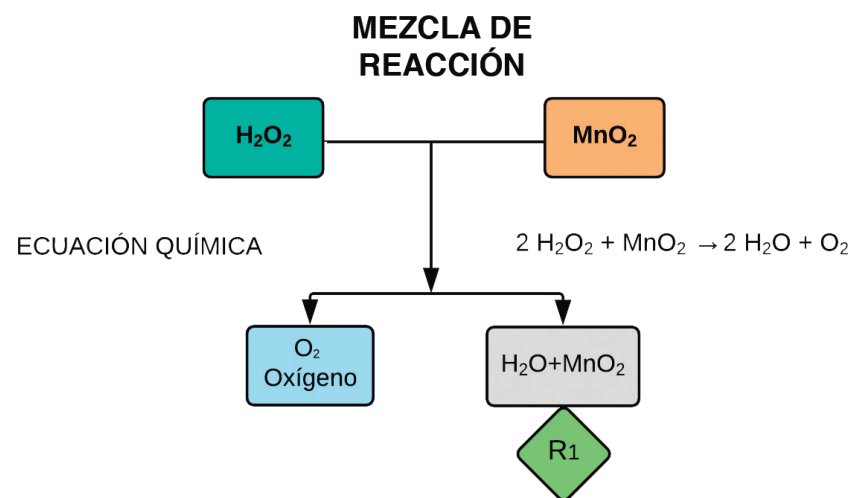 MEZCLA DE
REACCIÓN
H₂O₂
MnO₂
ECUACIÓN QUÍMICA
2 H₂O₂ + MnO₂ → 2 H₂O + O₂
O₂
Oxígeno
H₂O+MnO₂
R1